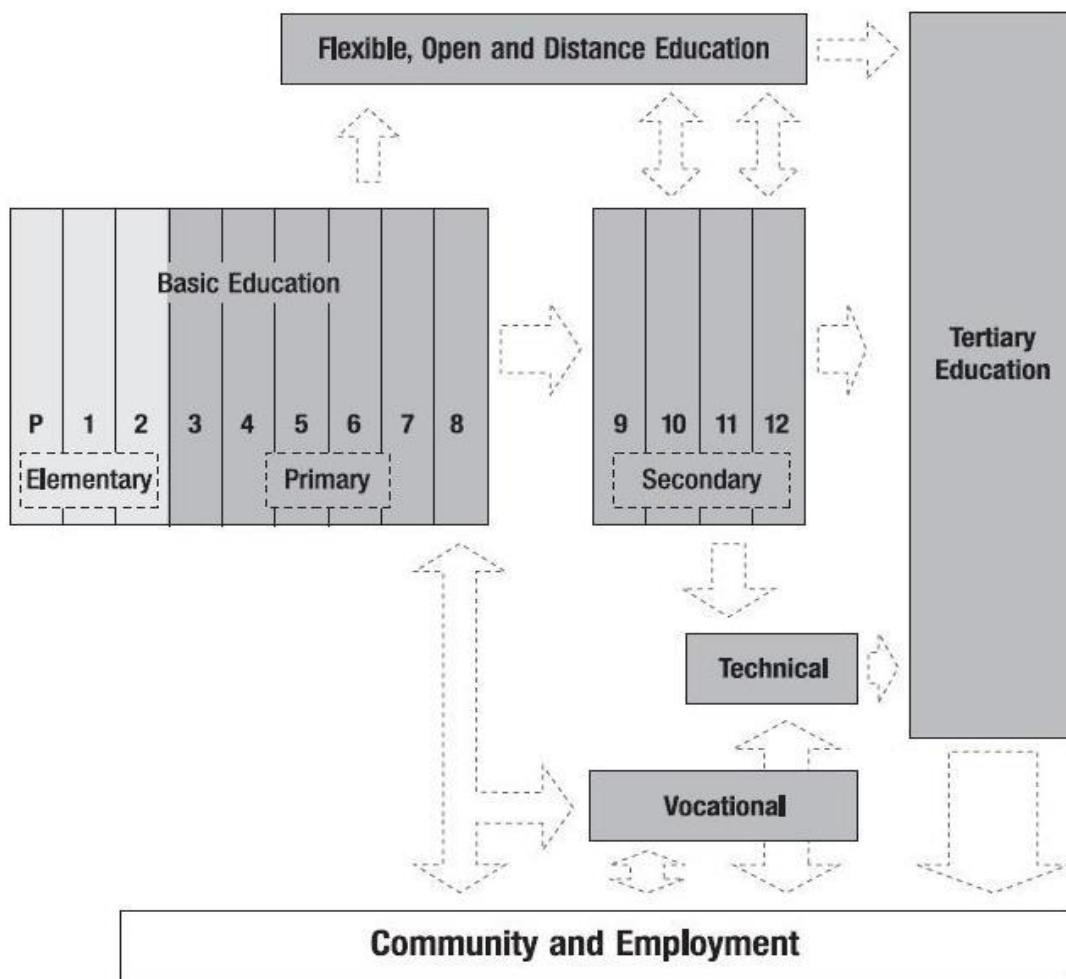 Flexible, Open and Distance Education
Basic Education
P 1 2 3 4 5 6 7 8
Elementary
Primary
9 10 11 12
Secondary
Tertiary
Education
Technical
Vocational
Community and Employment